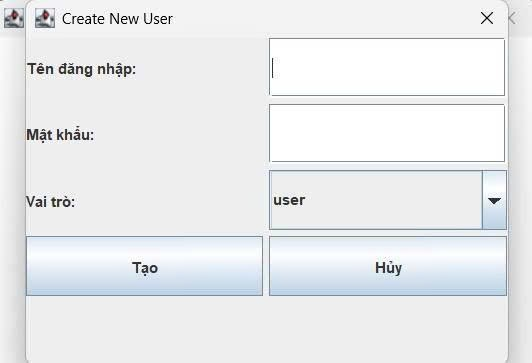 Create New User
Tên đăng nhập:
Mật khẩu:
Vai trò:
user
Tạo
Hủy